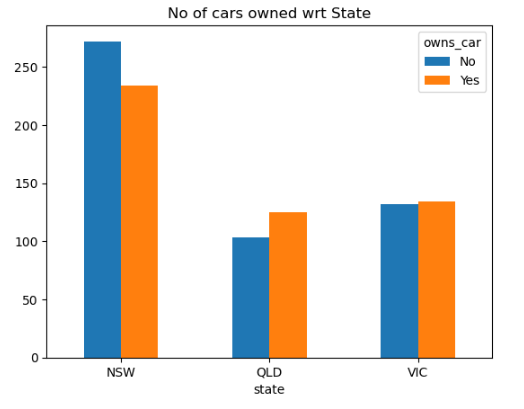 No of cars owned wrt State
owns_car
No
Yes
250
200
150
100
50
0
NSW
QLD
VIC
state